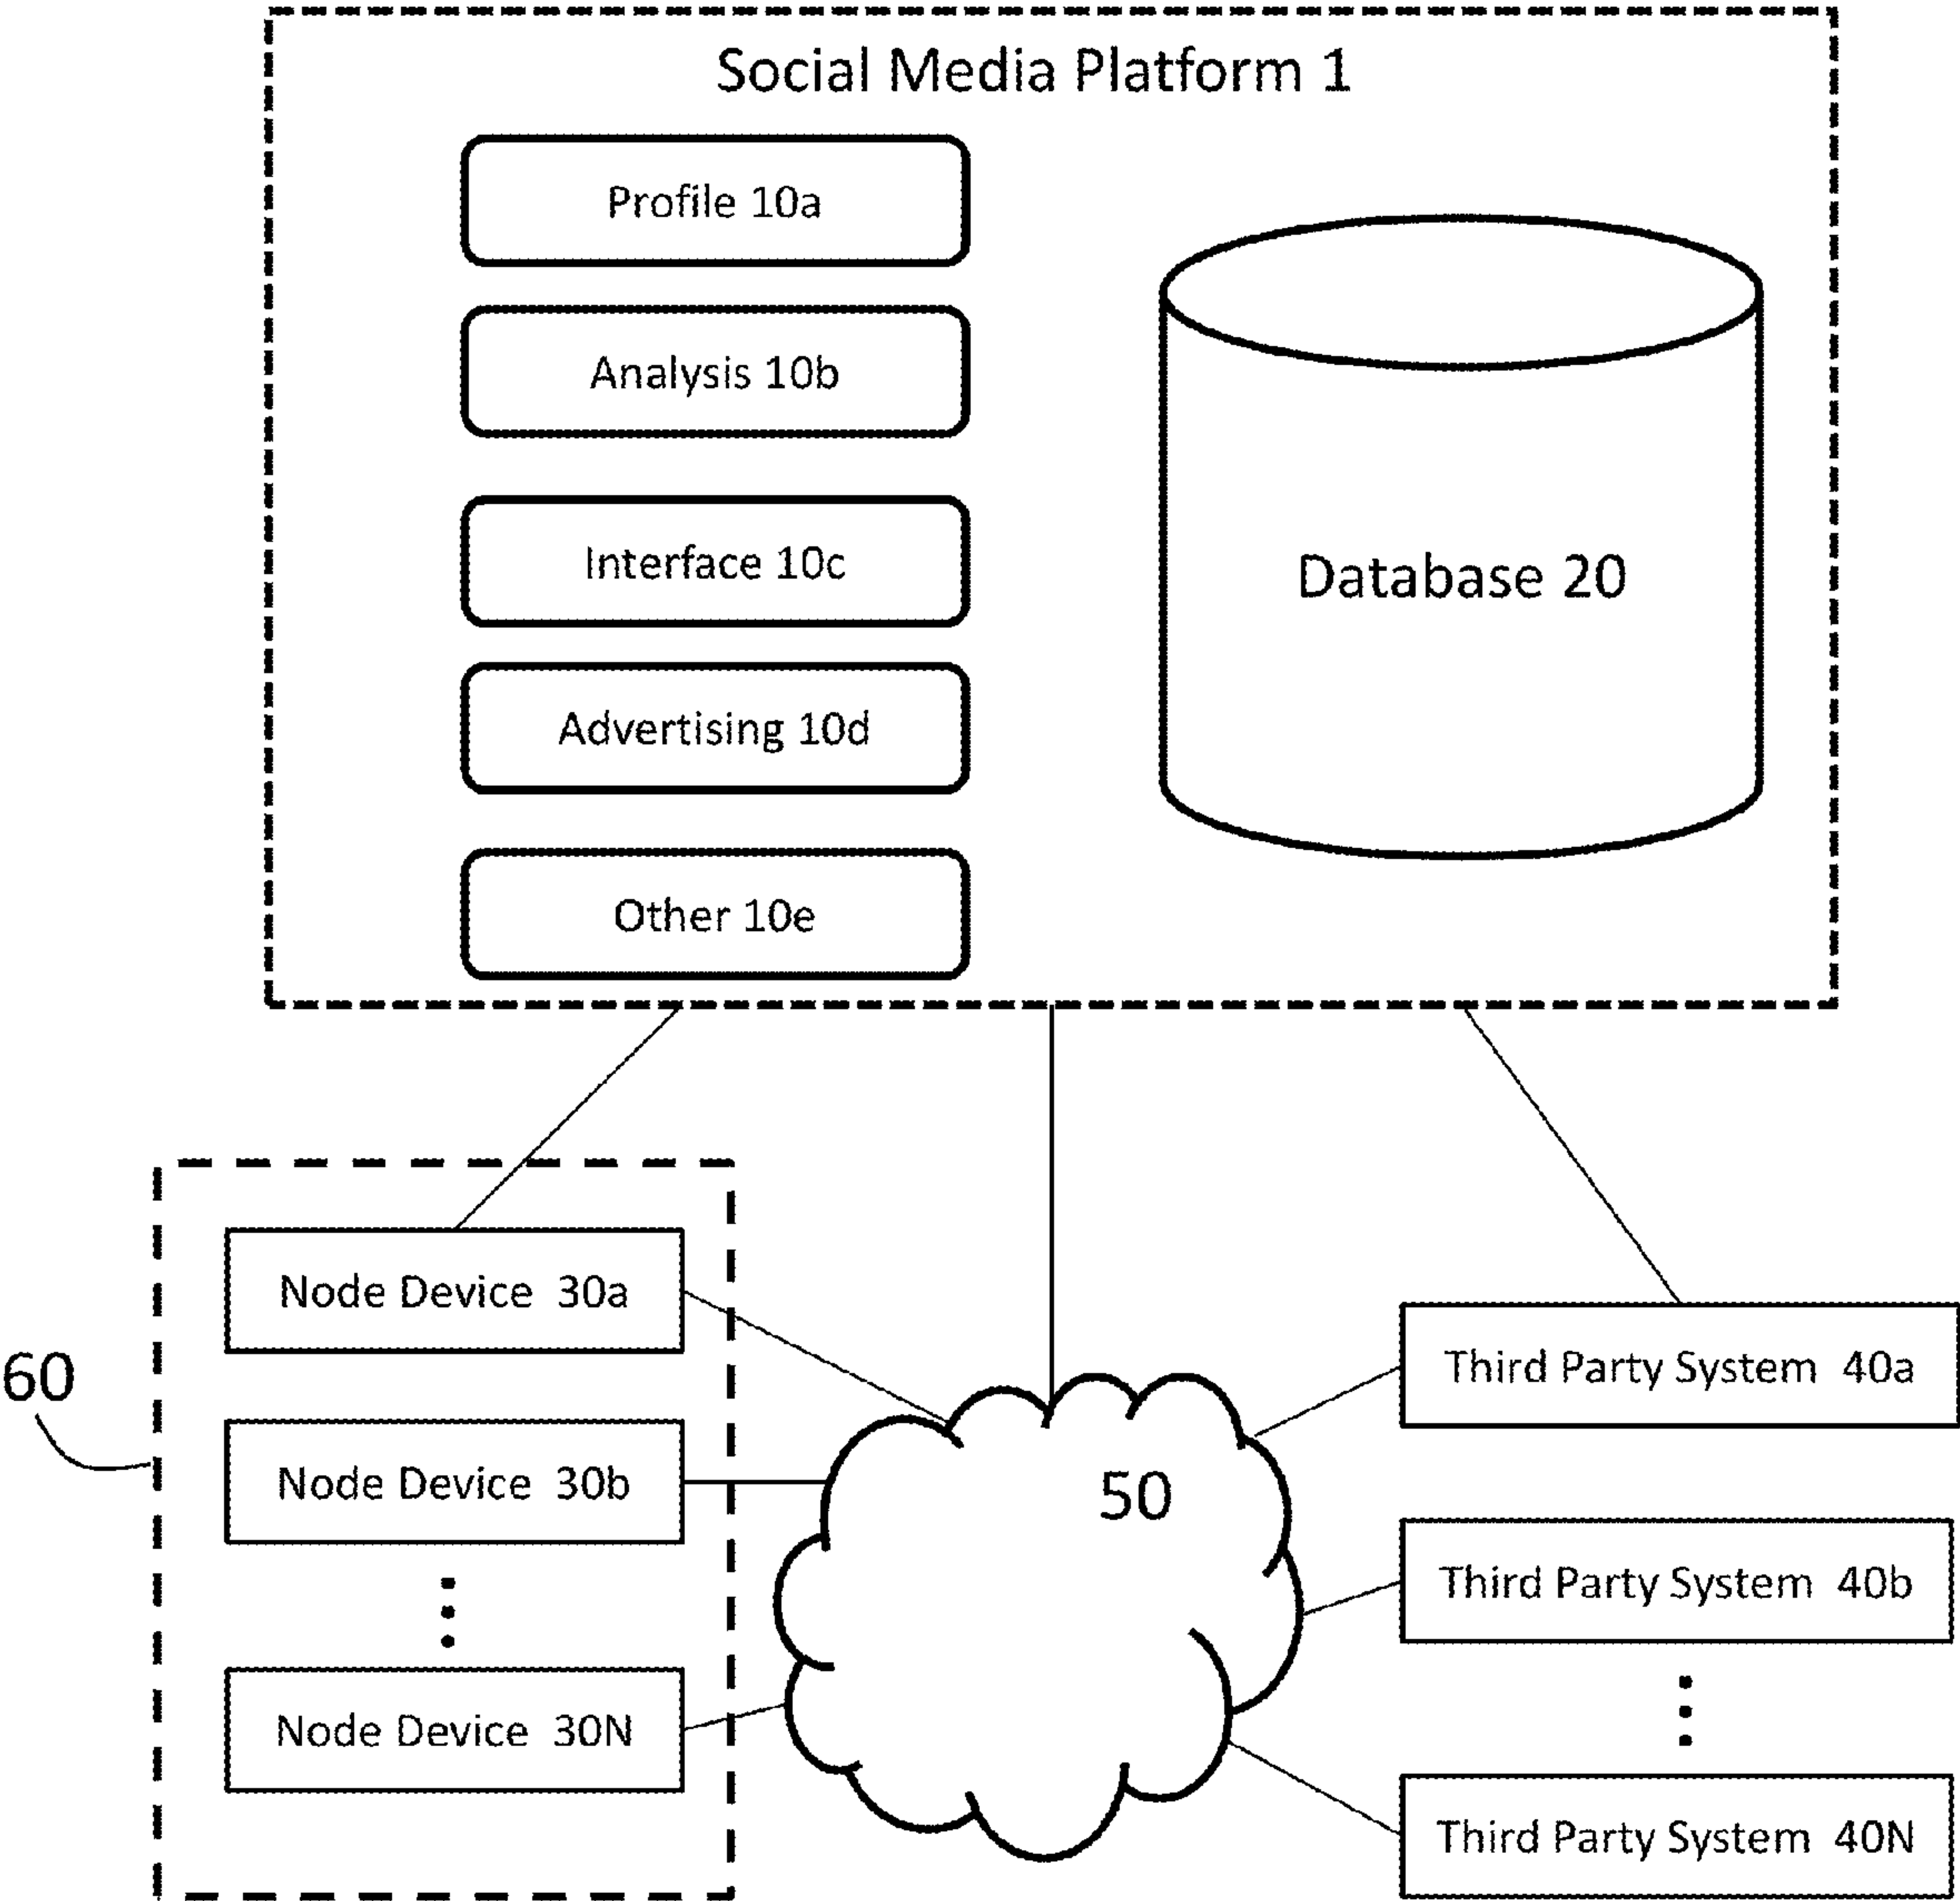 Social Media Platform 1
Profile 10a
Analysis 10b
Interface 10c
Advertising 10d
Other 10e
Database 20
60
Node Device 30a
Node Device 30b
Node Device 30N
50
Third Party System 40a
Third Party System 40b
Third Party System 40N